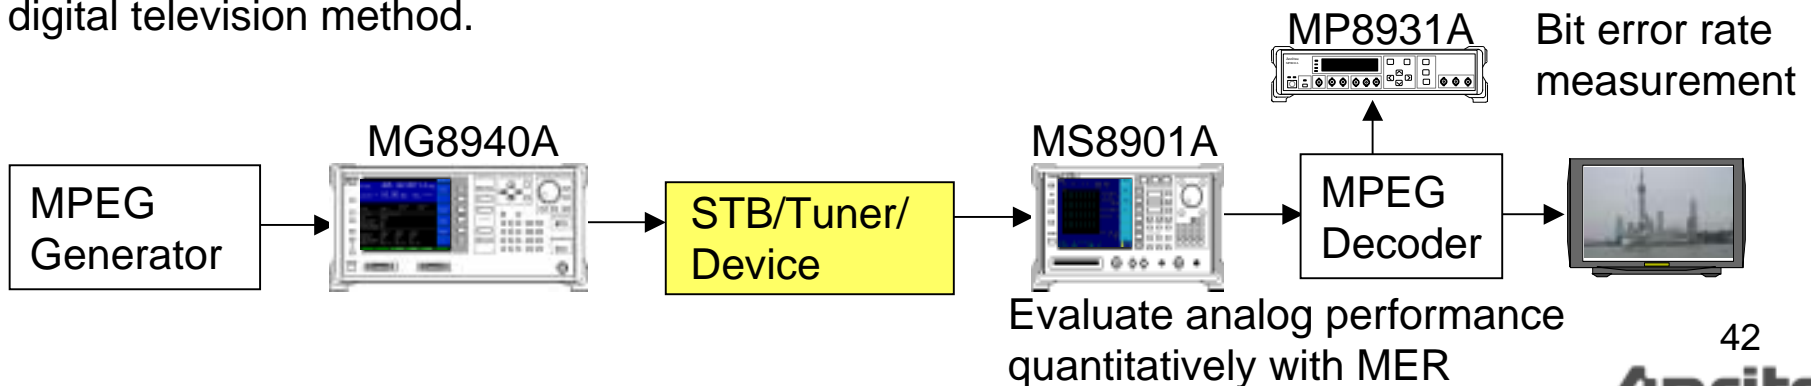 digital television method.
MP8931A
Bit error rate
measurement
MG8940A
MS8901A
MPEG
Generator
STB/Tuner/
Device
MPEG
Decoder
Evaluate analog performance
quantitatively with MER
42